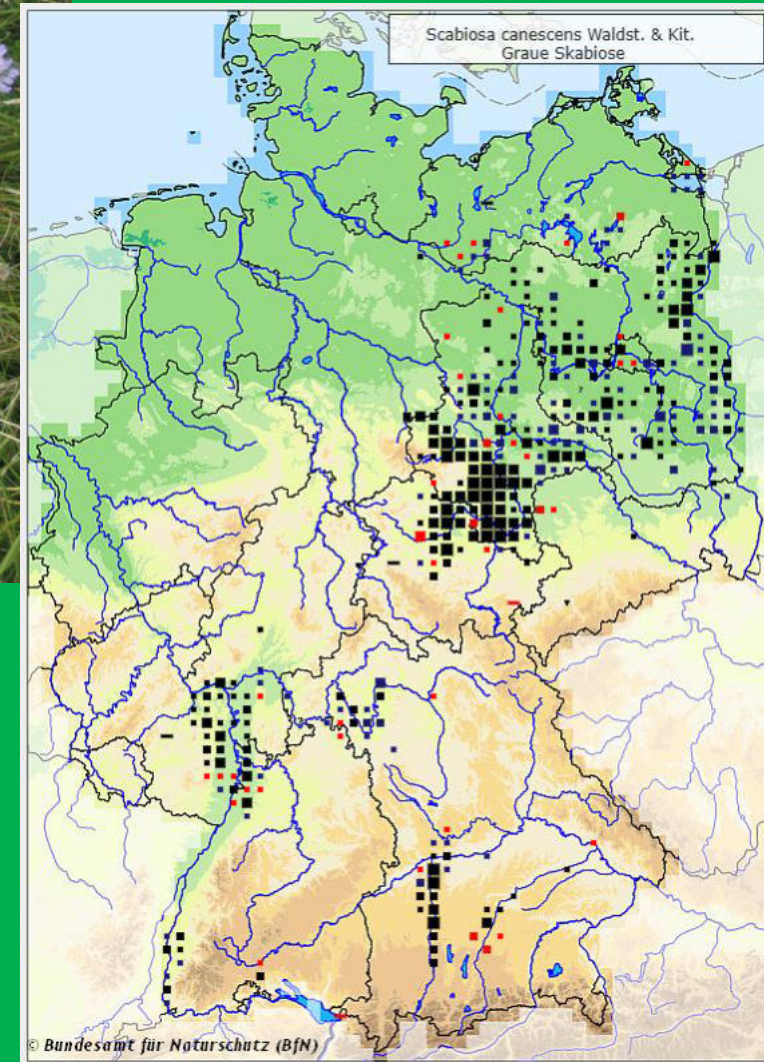 Scabiosa canescens Waldst. & Kit.
Graue Skabiose
© Bundesamt für Naturschutz (BfN)